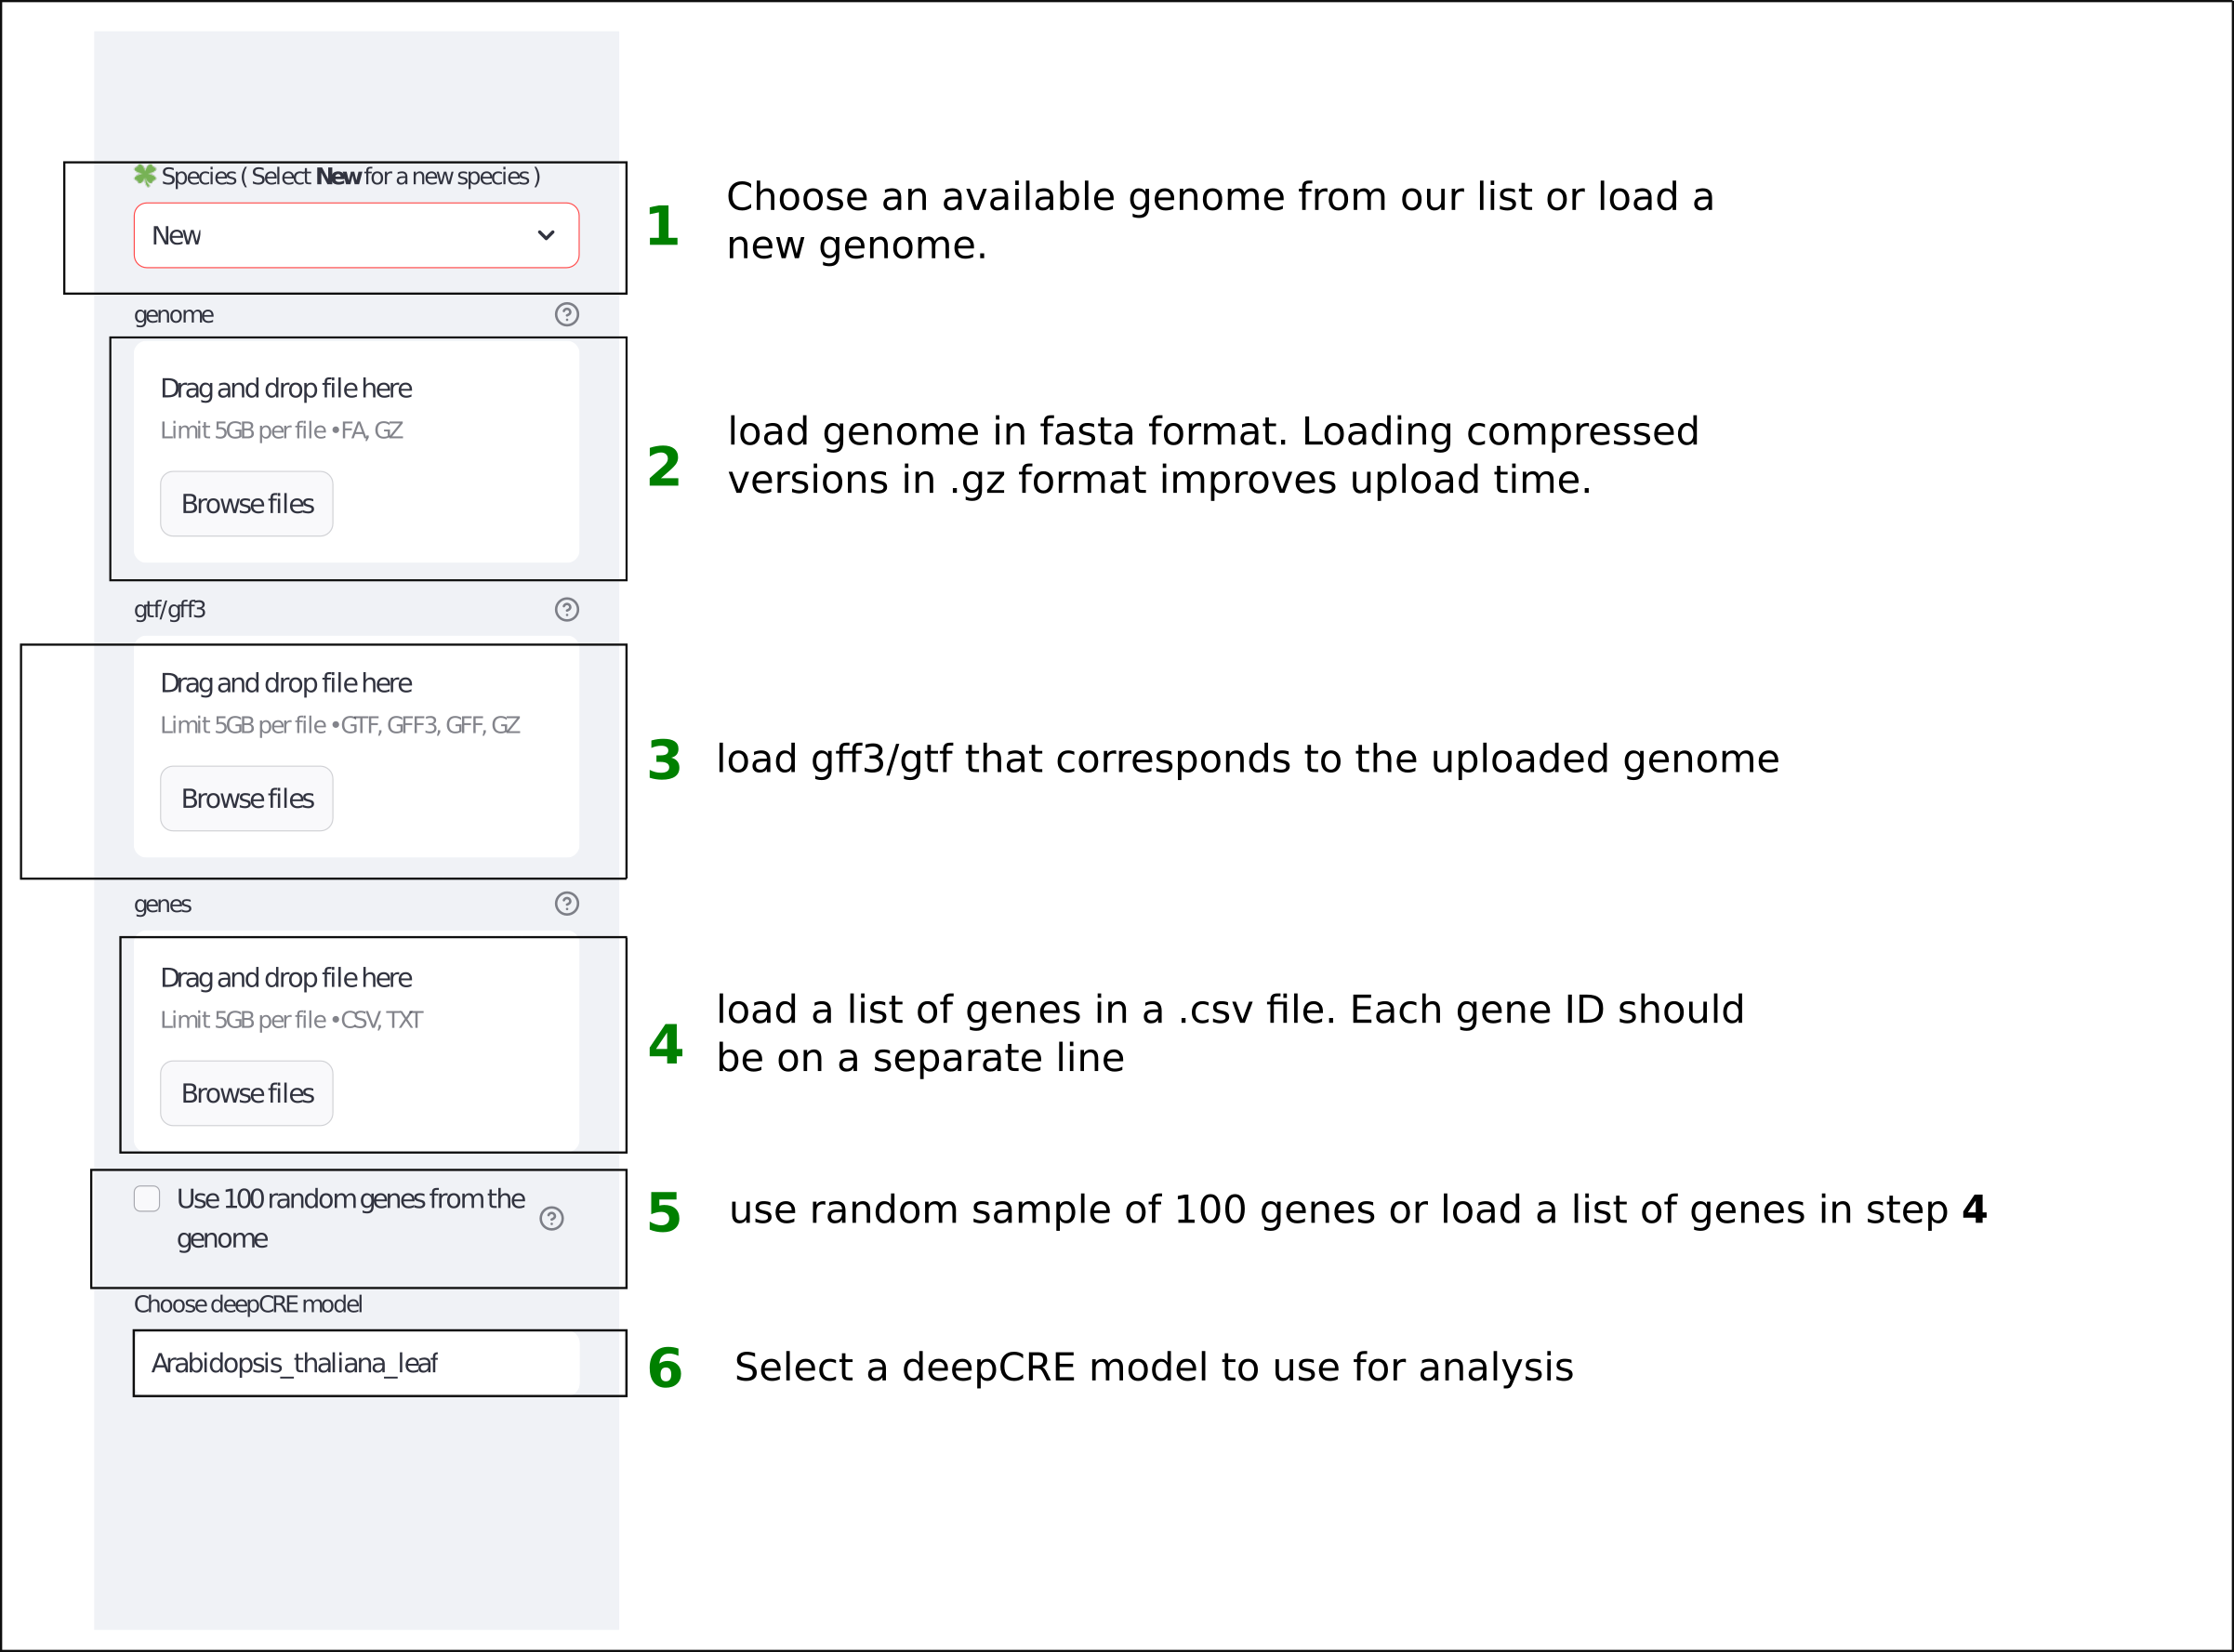 Species ( Select New for a new species )
New
1
Choose an available genome from our list or load a
new genome.
genome
Drag and drop file here
Limit 5GB per file • FA, GZ
Browse files
2
load genome in fasta format. Loading compressed
versions in .gz format improves upload time.
gtf/gff3
Drag and drop file here
Limit 5GB per file • GTF, GFF3, GFF, GZ
Browse files
3
load gff3/gtf that corresponds to the uploaded genome
genes
Drag and drop file here
Limit 5GB per file • CSV, TXT
Browse files
4
load a list of genes in a .csv file. Each gene ID should
be on a separate line
Use 100 random genes from the
genome
5
use random sample of 100 genes or load a list of genes in step 4
Choose deepCRE model
Arabidopsis_thaliana_leaf
6
Select a deepCRE model to use for analysis